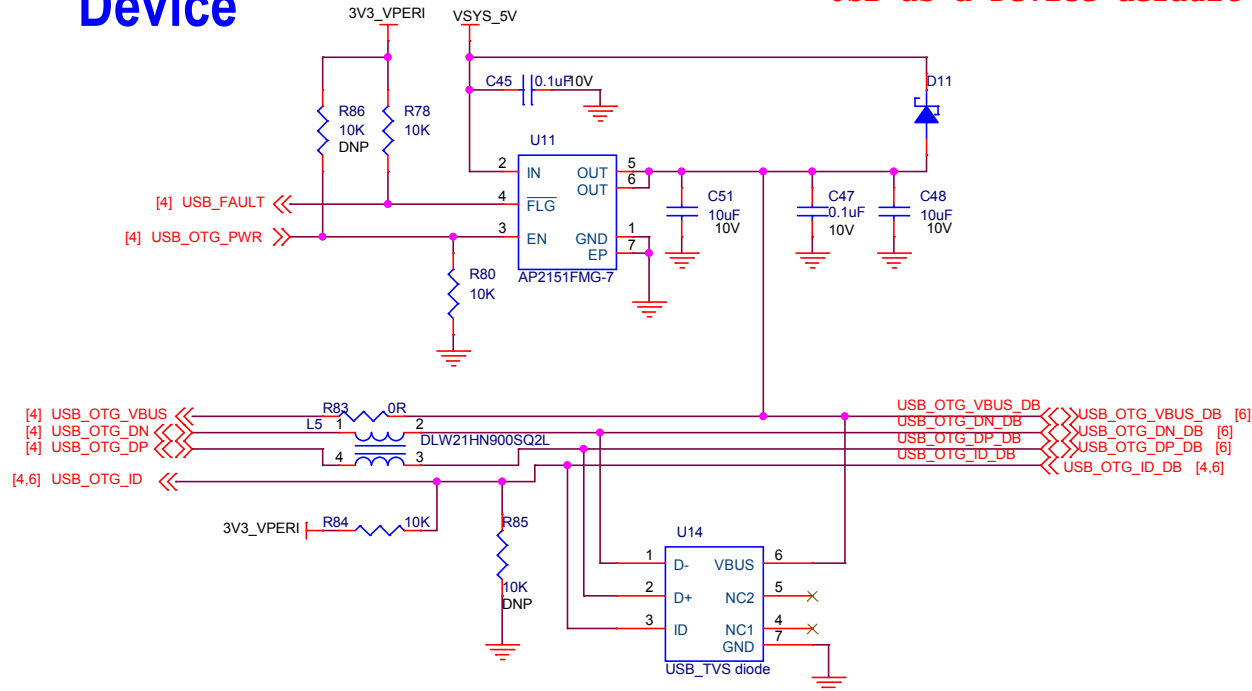 Device
3V3_VPERI
VSYS_5V
C45
0.1uF
10V
D11
R86
10K
DNP
R78
10K
U11
2
IN
OUT
5
OUT
6
4
FLG
3
EN
GND
1
EP
7
AP2151FMG-7
[4] USB_FAULT
[4] USB_OTG_PWR
C51
10uF
10V
C47
0.1uF
10V
C48
10uF
10V
R80
10K
[4] USB_OTG_VBUS
[4] USB_OTG_DN
[4] USB_OTG_DP
[4,6] USB_OTG_ID
R83
0R
L5
1
2
DLW21HN900SQ2L
4
3
USB_OTG_VBUS_DB
USB_OTG_DN_DB
USB_OTG_DP_DB
USB_OTG_ID_DB
USB_OTG_VBUS_DB [6]
USB_OTG_DN_DB [6]
USB_OTG_DP_DB [6]
USB_OTG_ID_DB [4,6]
3V3_VPERI
R84
10K
R85
10K
DNP
U14
1
D-
VBUS
6
2
D+
NC2
5
3
ID
NC1
4
GND
7
USB_TVS diode